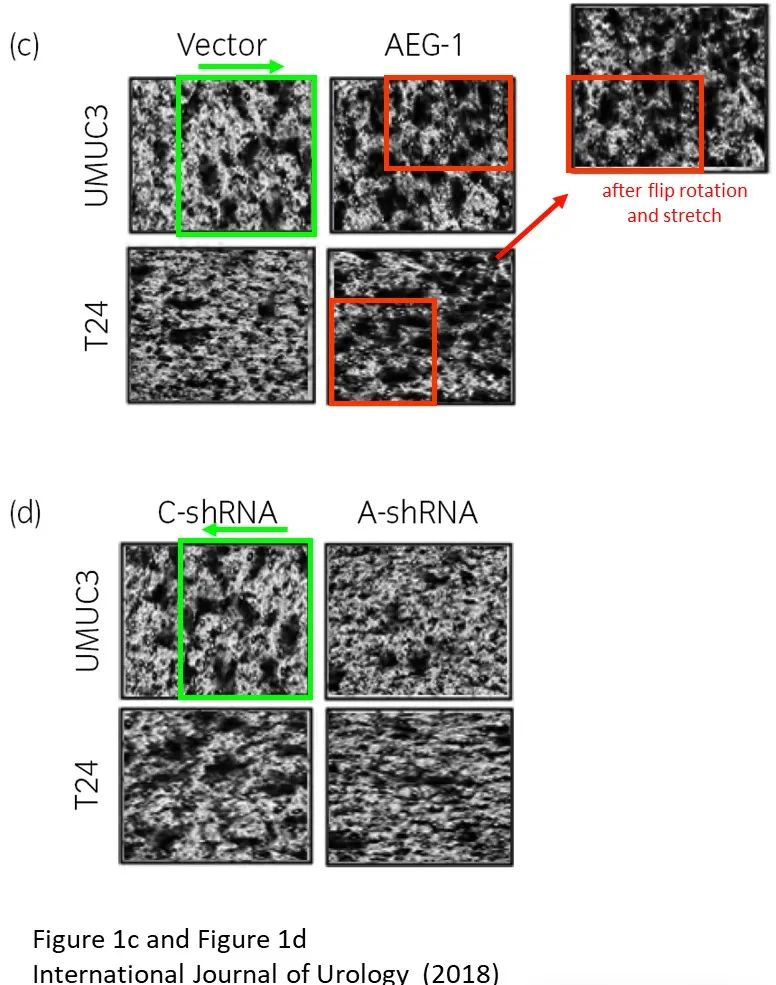 (c)
Vector
AEG-1
UMUC3
after flip rotation
and stretch
T24
(d)
C-shRNA
A-shRNA
UMUC3
T24
Figure 1c and Figure 1d
International Journal of Urology (2018)